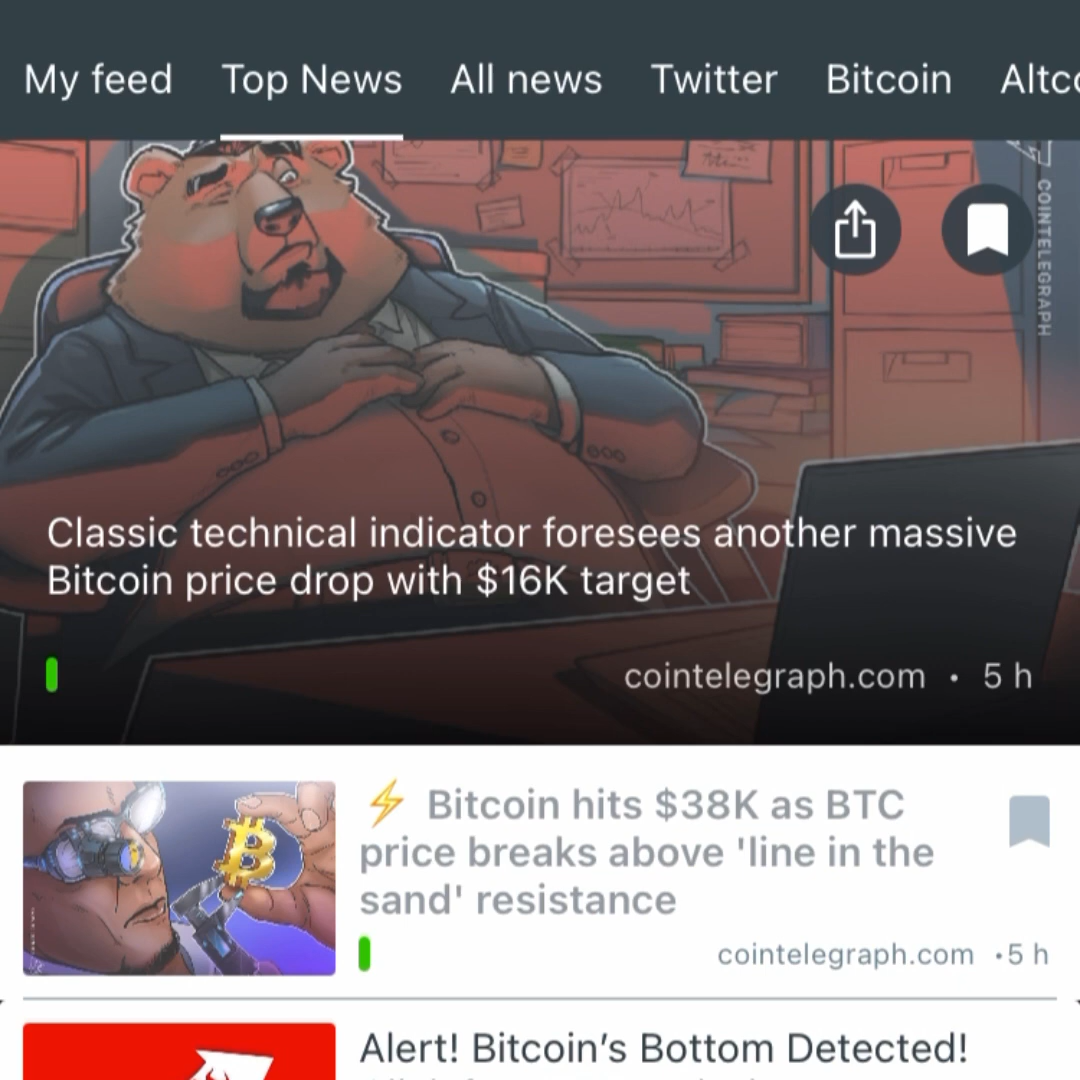 My feed Top News All news Twitter Bitcoin Altc
COINTELEGRAPH
Classic technical indicator foresees another massive
Bitcoin price drop with $16K target
cointelegraph.com • 5 h
⚡ Bitcoin hits $38K as BTC
price breaks above 'line in the
sand' resistance
cointelegraph.com •5 h
Alert! Bitcoin’s Bottom Detected!